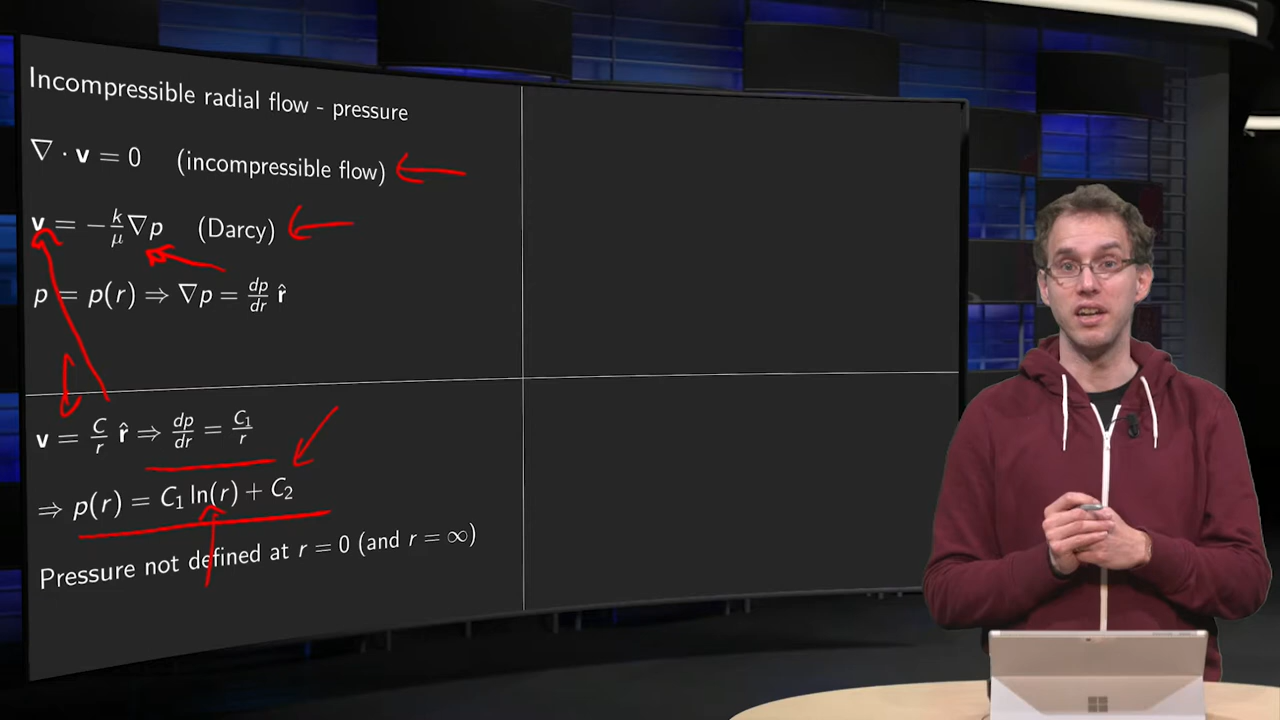 Incompressible radial flow - pressure
∇ · v = 0 (incompressible flow)
v = −k/μ ∇p (Darcy)
p = p(r) ⇒ ∇p = dp/dr r̂
v = C/r r̂ ⇒ dp/dr = C₁/r
⇒ p(r) = C₁ ln(r) + C₂
Pressure not defined at r = 0 (and r = ∞)